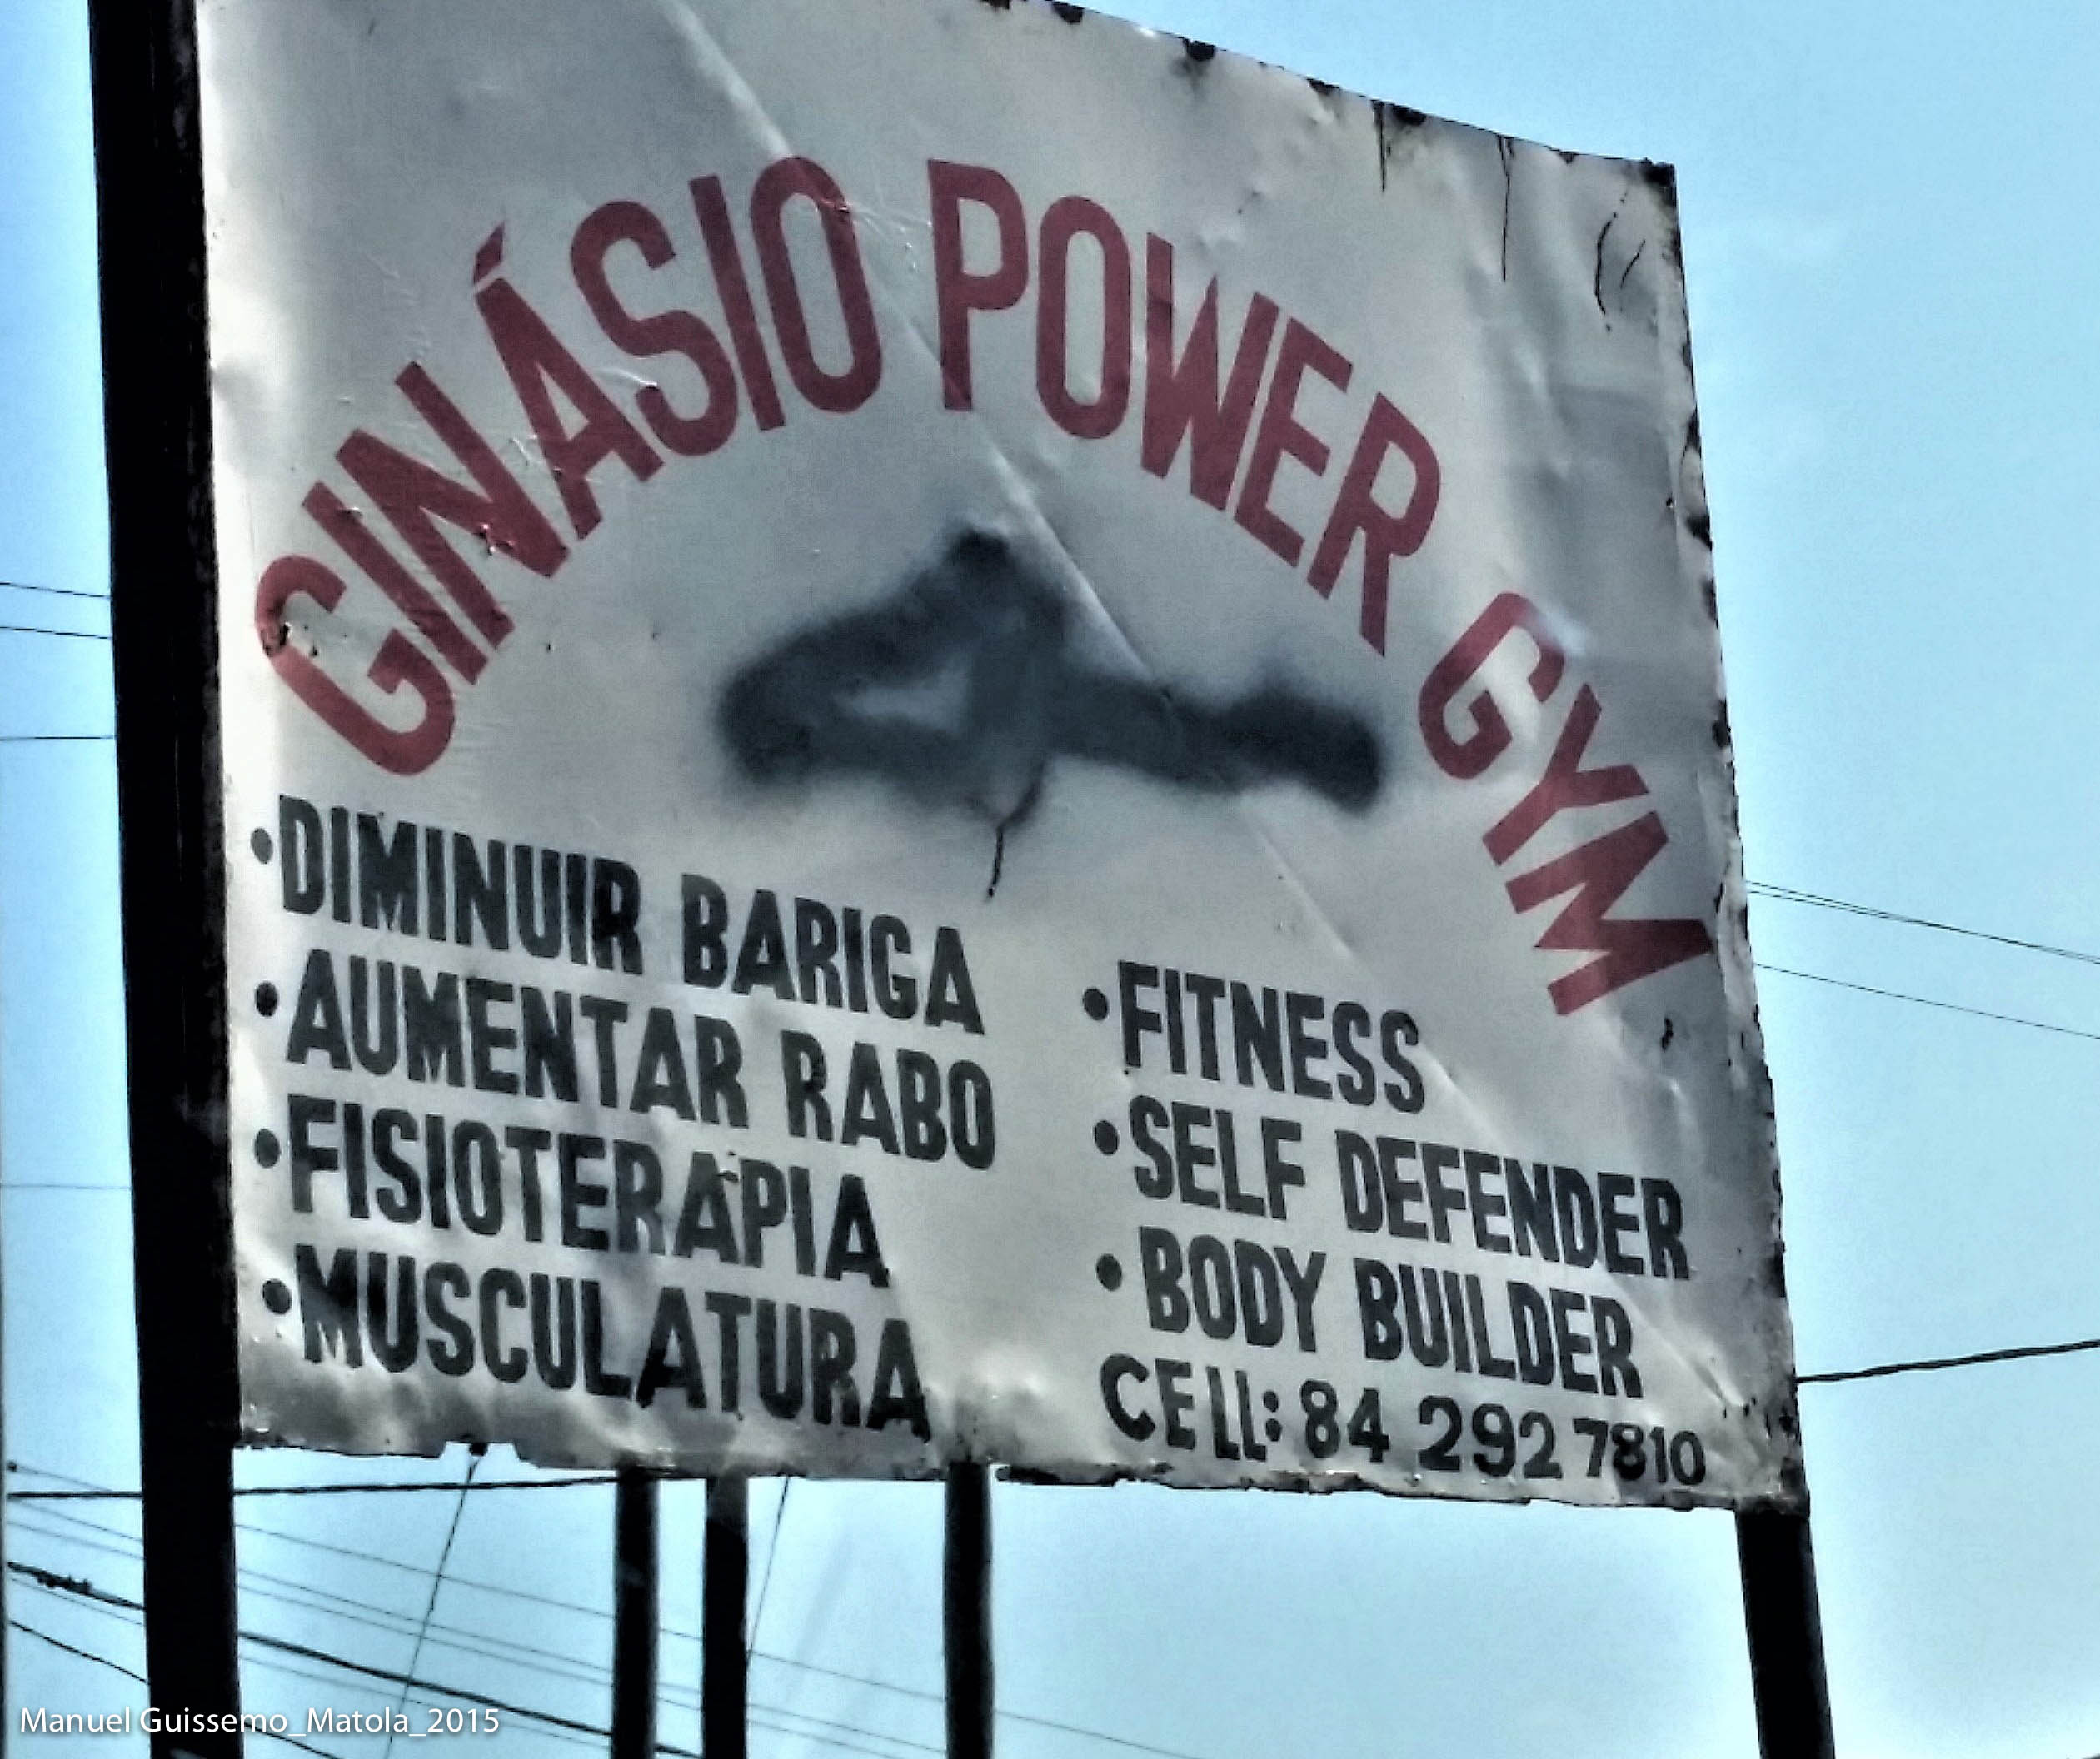 GINÁSIO POWER GYM
•DIMINUIR BARIGA
•AUMENTAR RABO
•FISIOTERAPIA
•MUSCULATURA
•FITNESS
•SELF DEFENDER
•BODY BUILDER
CELL: 84 292 7810
Manuel Guissemo_Matola_2015